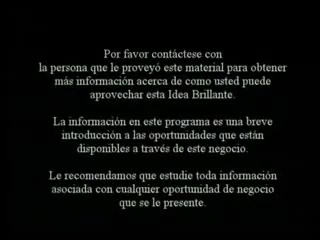 Por favor contáctese con
la persona que le proveyó este material para obtener
más información acerca de como usted puede
aprovechar esta Idea Brillante.
La información en este programa es una breve
introducción a las oportunidades que están
disponibles a través de este negocio.
Le recomendamos que estudie toda información
asociada con cualquier oportunidad de negocio
que se le presente.